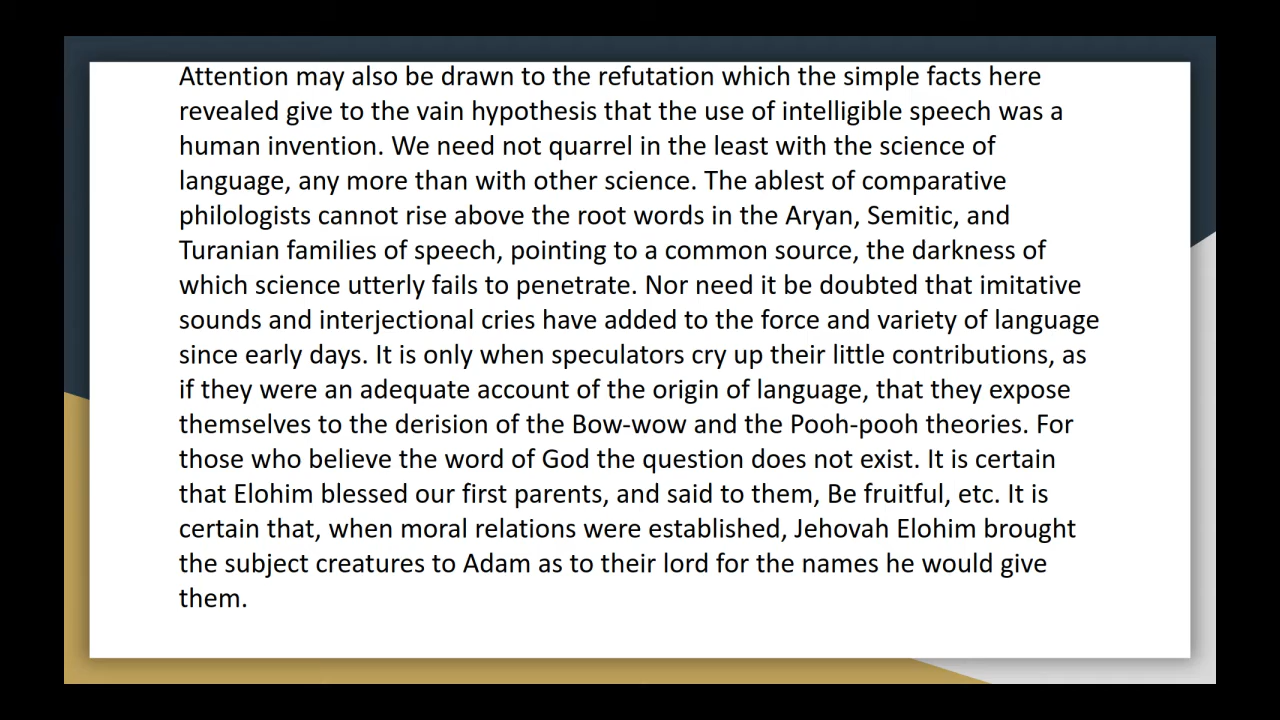 Attention may also be drawn to the refutation which the simple facts here
revealed give to the vain hypothesis that the use of intelligible speech was a
human invention. We need not quarrel in the least with the science of
language, any more than with other science. The ablest of comparative
philologists cannot rise above the root words in the Aryan, Semitic, and
Turanian families of speech, pointing to a common source, the darkness of
which science utterly fails to penetrate. Nor need it be doubted that imitative
sounds and interjectional cries have added to the force and variety of language
since early days. It is only when speculators cry up their little contributions, as
if they were an adequate account of the origin of language, that they expose
themselves to the derision of the Bow-wow and the Pooh-pooh theories. For
those who believe the word of God the question does not exist. It is certain
that Elohim blessed our first parents, and said to them, Be fruitful, etc. It is
certain that, when moral relations were established, Jehovah Elohim brought
the subject creatures to Adam as to their lord for the names he would give
them.